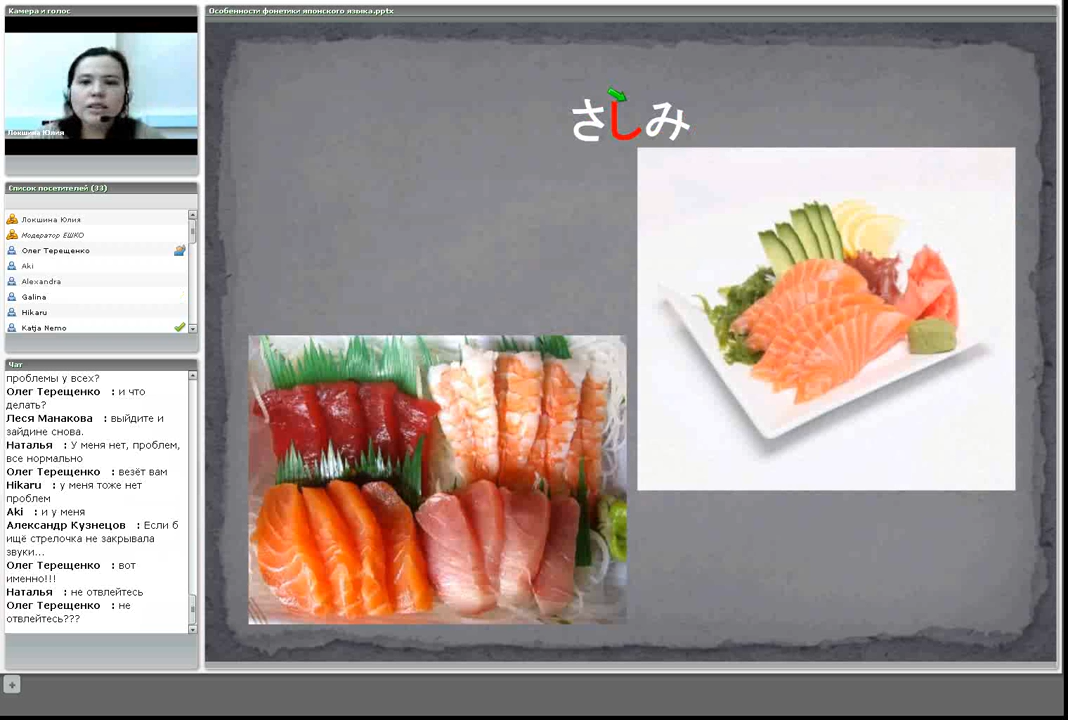 Камера и голос
Локшина Юлия
Список посетителей (33)
Локшина Юлия
Модератор ЕШКО
Олег Терещенко
Aki
Alexandra
Galina
Hikaru
Katja Nemo
Чат
проблемы у всех?
Олег Терещенко : и что
делать?
Леся Манакова : выйдите и
зайдине снова.
Наталья : У меня нет, проблем,
все нормально
Олег Терещенко : везёт вам
Hikaru : у меня тоже нет
проблем
Aki : и у меня
Александр Кузнецов : Если б
ищё стрелочка не закрывала
звуки...
Олег Терещенко : вот
именно!!!
Наталья : не отвлейтесь
Олег Терещенко : не
отвлейтесь???
Особенности фонетики японского языка.pptx
さしみ